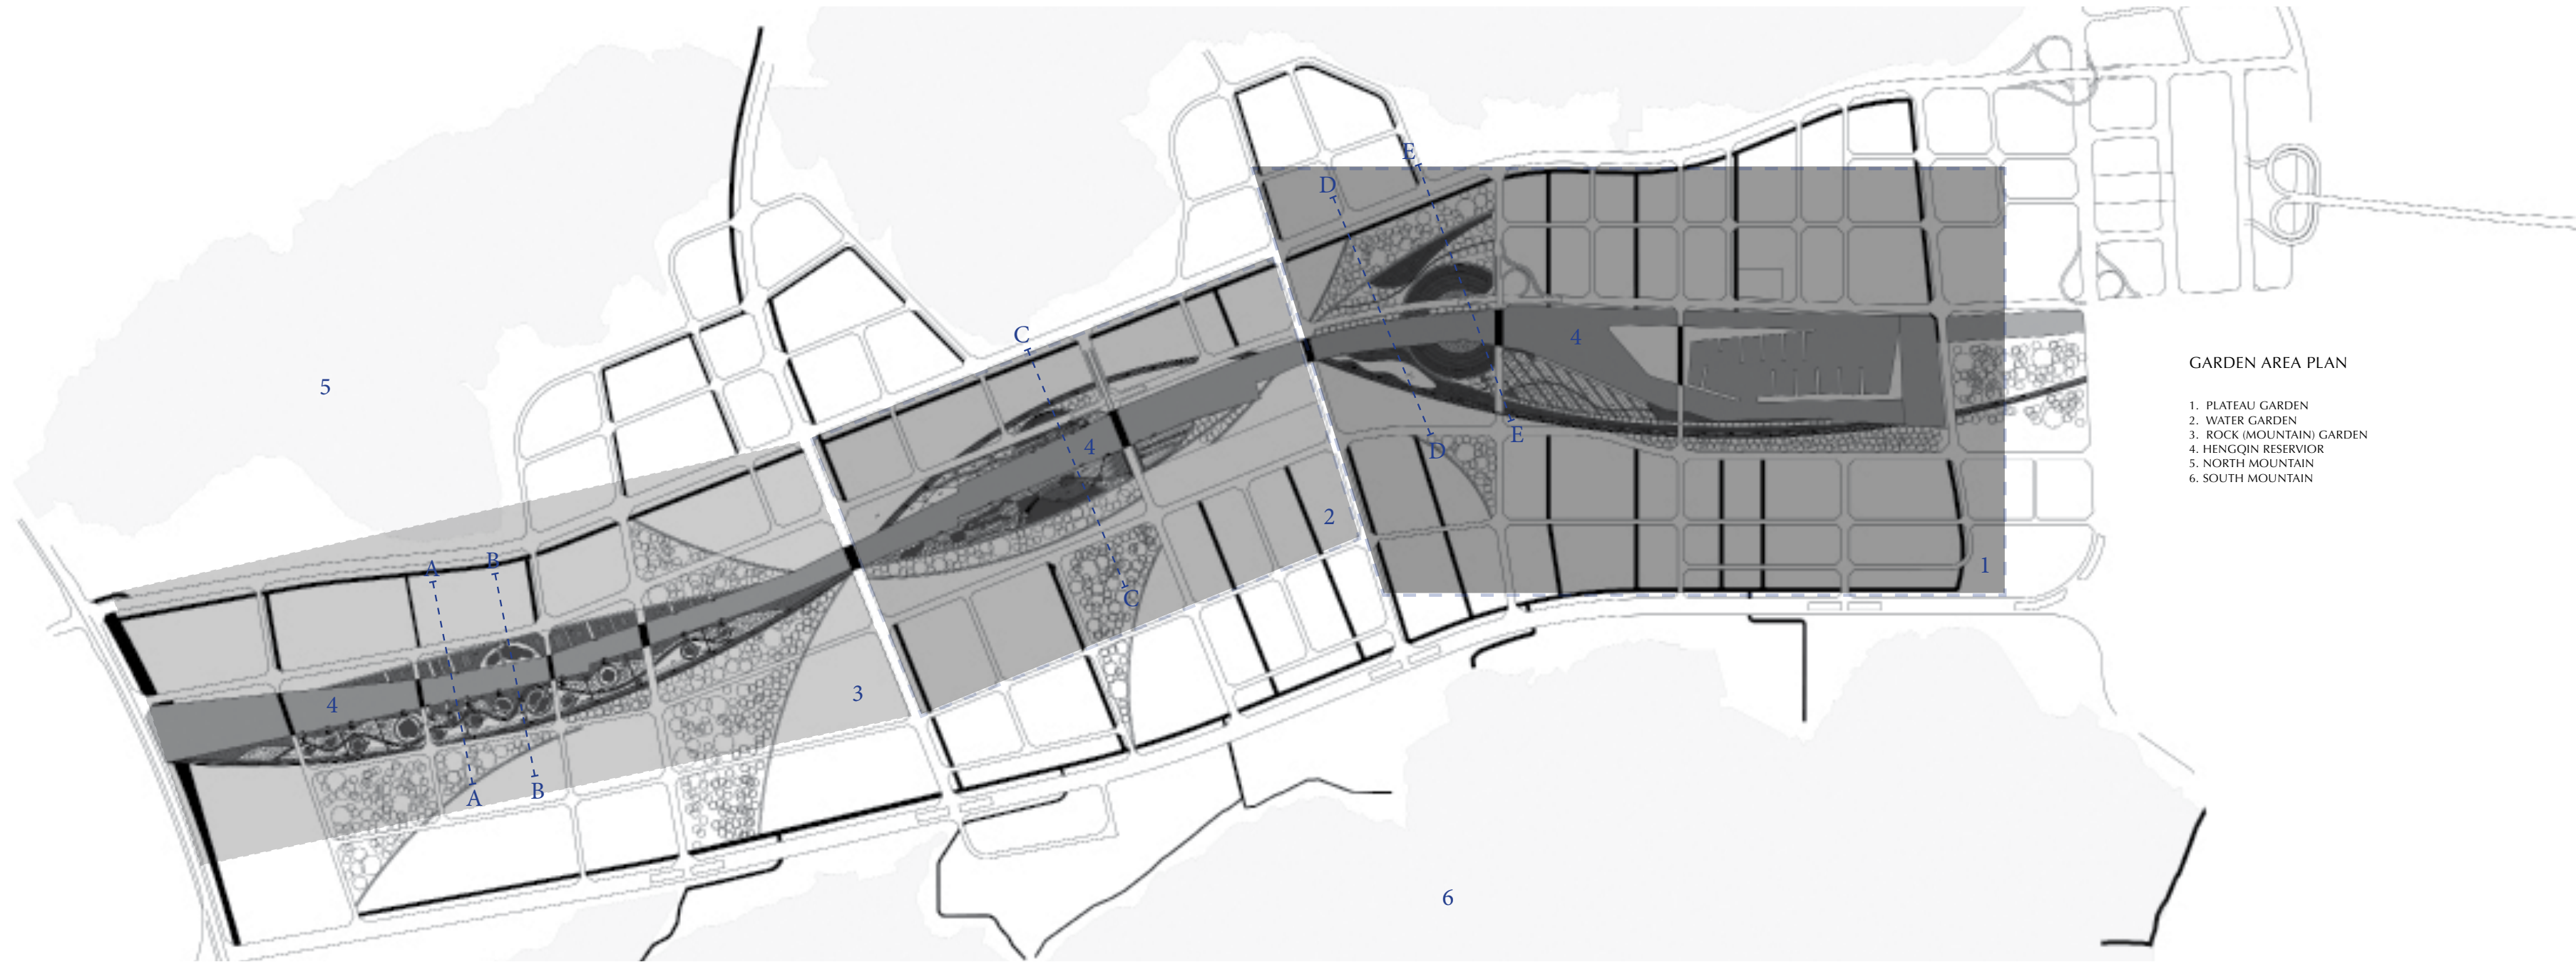 E
D
C
4
GARDEN AREA PLAN
5
1. PLATEAU GARDEN
2. WATER GARDEN
3. ROCK (MOUNTAIN) GARDEN
4. HENGQIN RESERVIOR
5. NORTH MOUNTAIN
6. SOUTH MOUNTAIN
4
E
D
2
B
A
1
C
3
4
B
A
6